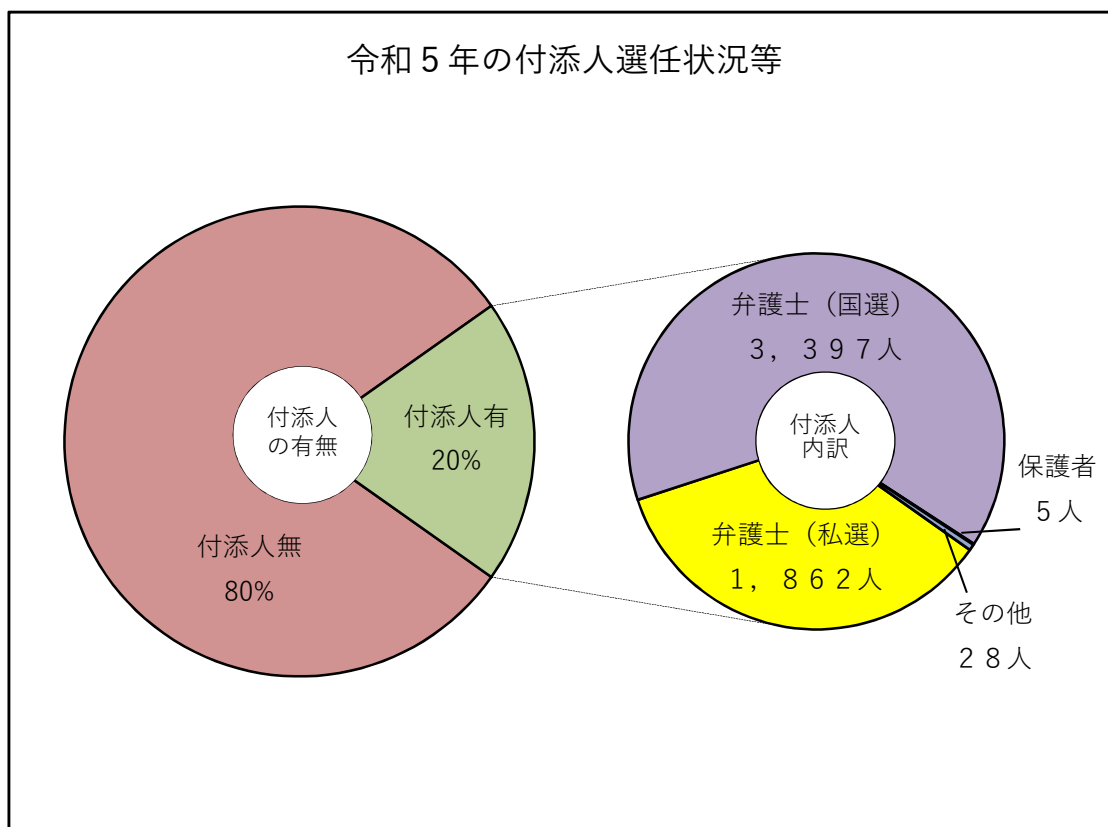 令和５年の付添人選任状況等
付添人
の有無
付添人有
20%
付添人無
80%
弁護士（国選）
３，３９７人
付添人
内訳
保護者
５人
弁護士（私選）
１，８６２人
その他
２８人